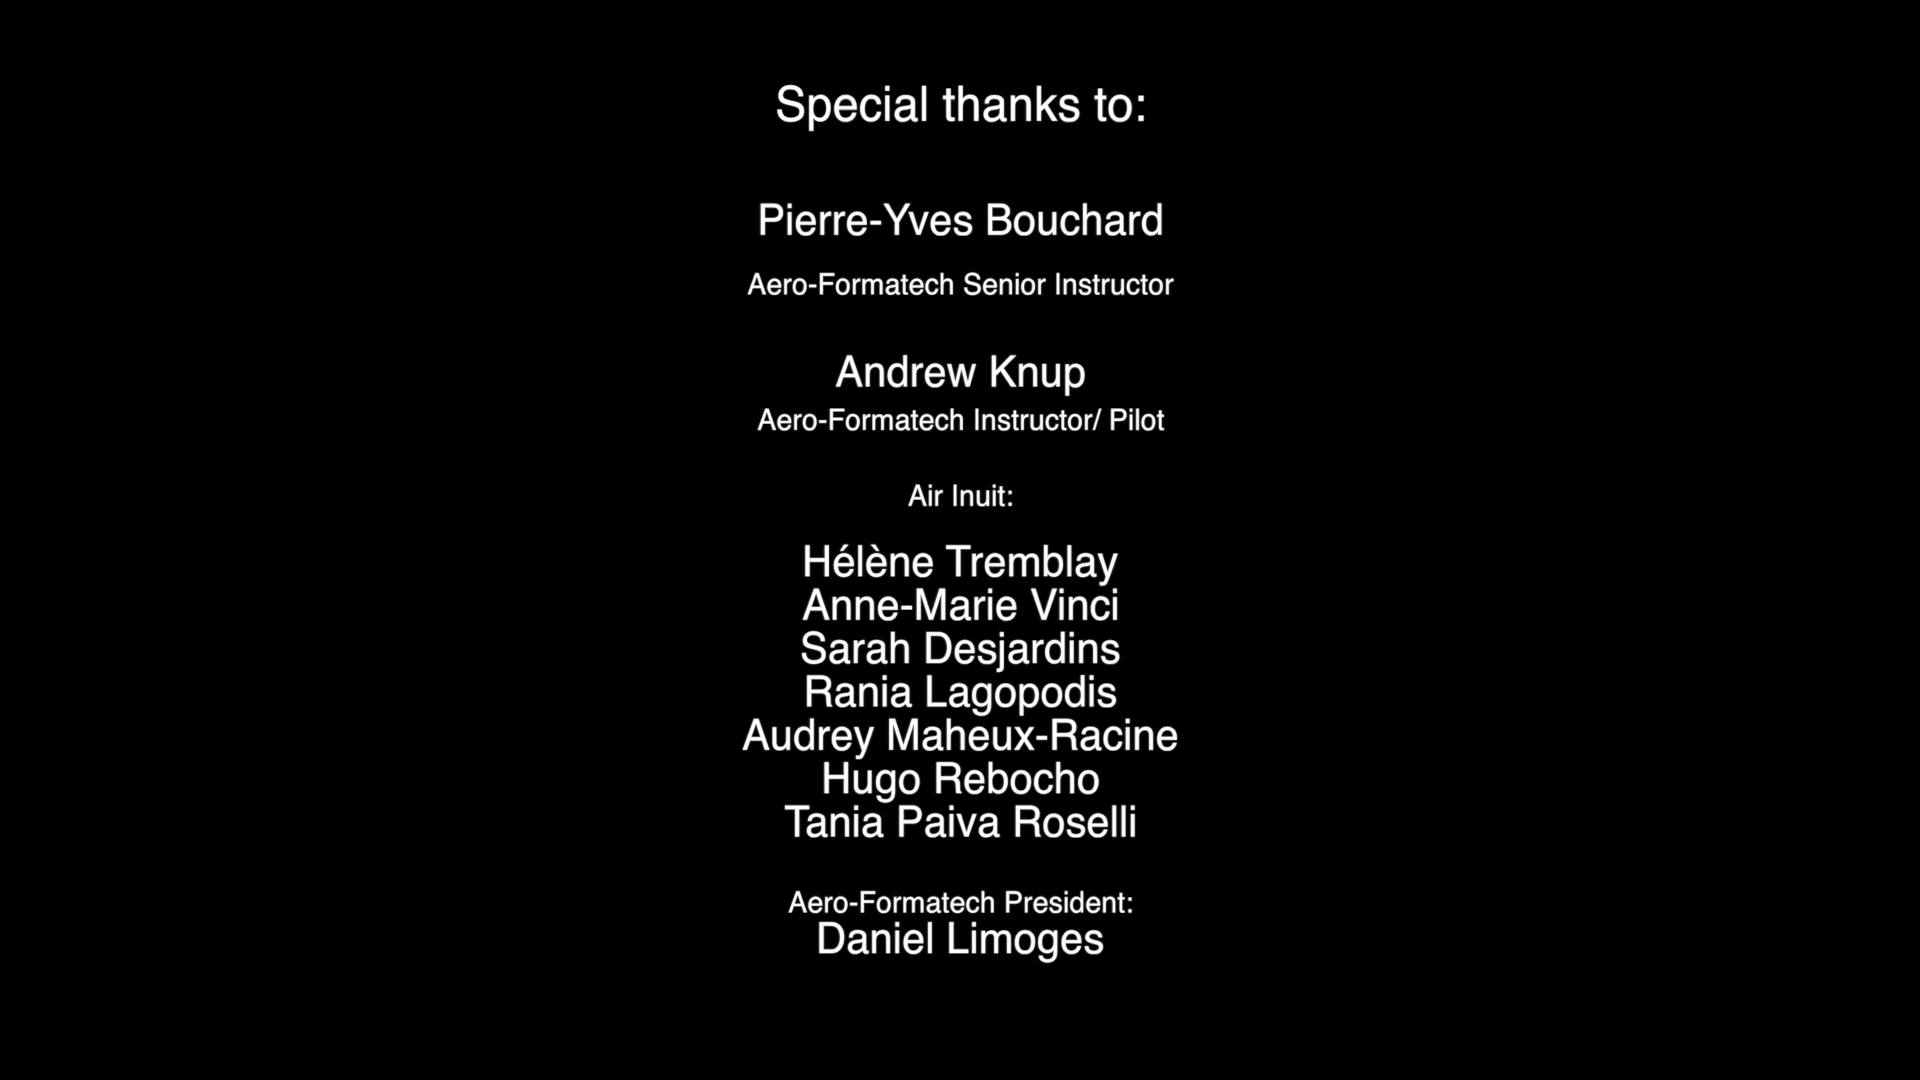 Special thanks to:
Pierre-Yves Bouchard
Aero-Formatech Senior Instructor
Andrew Knup
Aero-Formatech Instructor/ Pilot
Air Inuit:
Hélène Tremblay
Anne-Marie Vinci
Sarah Desjardins
Rania Lagopodis
Audrey Maheux-Racine
Hugo Rebocho
Tania Paiva Roselli
Aero-Formatech President:
Daniel Limoges